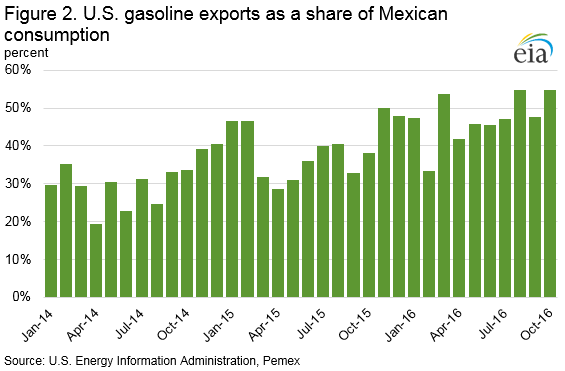 Figure 2. U.S. gasoline exports as a share of Mexican
consumption
percent
eia
60%
50%
40%
30%
20%
10%
0%
Jan-14
Apr-14
Jul-14
Oct-14
Jan-15
Apr-15
Jul-15
Oct-15
Jan-16
Apr-16
Jul-16
Oct-16
Source: U.S. Energy Information Administration, Pemex